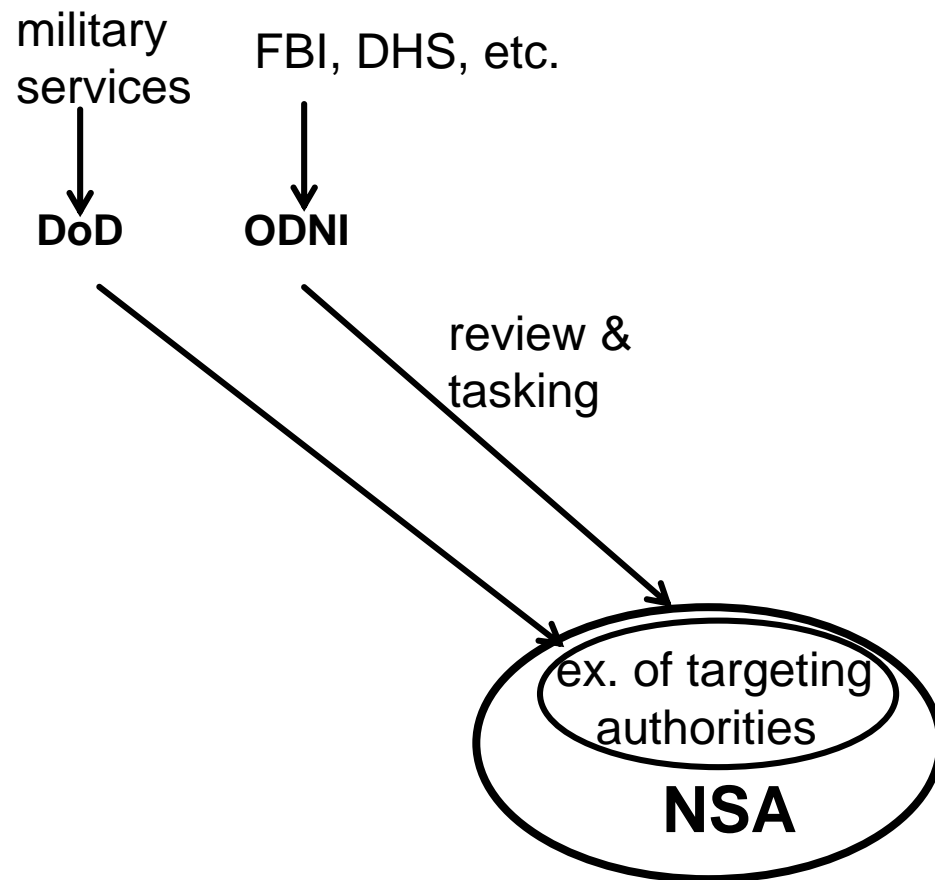 military
services
FBI, DHS, etc.
DoD
ODNI
review &
tasking
ex. of targeting
authorities
NSA